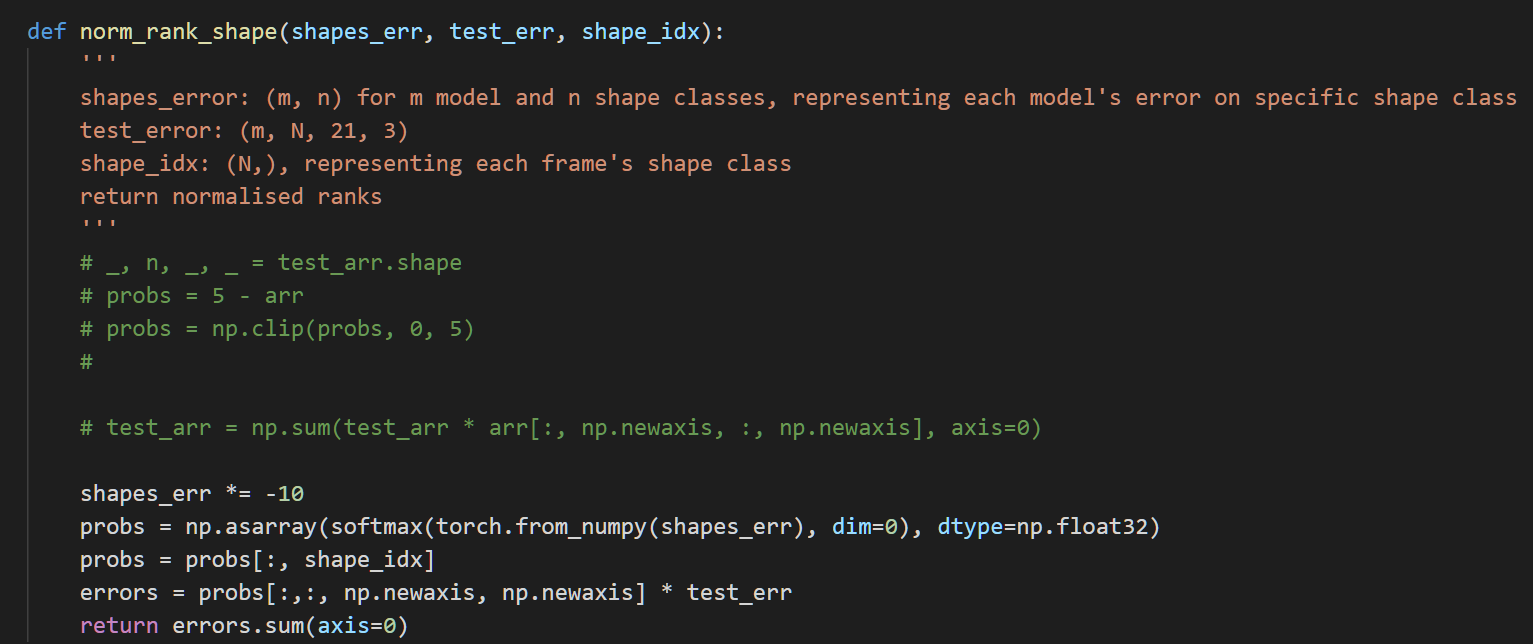 def norm_rank_shape(shapes_err, test_err, shape_idx):
    '''
    shapes_error: (m, n) for m model and n shape classes, representing each model's error on specific shape class
    test_error: (m, N, 21, 3)
    shape_idx: (N,), representing each frame's shape class
    return normalised ranks
    '''
    # _, n, _, _ = test_arr.shape
    # probs = 5 - arr
    # probs = np.clip(probs, 0, 5)
    #
    # test_arr = np.sum(test_arr * arr[:, np.newaxis, :, np.newaxis], axis=0)
    shapes_err *= -10
    probs = np.asarray(softmax(torch.from_numpy(shapes_err), dim=0), dtype=np.float32)
    probs = probs[:, shape_idx]
    errors = probs[:,:, np.newaxis, np.newaxis] * test_err
    return errors.sum(axis=0)